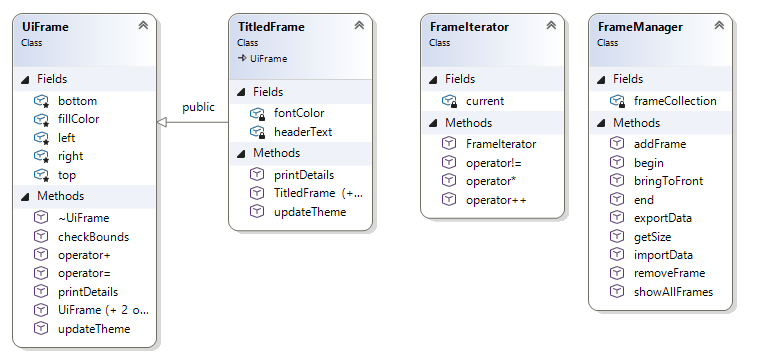 UiFrame
Class
Fields
bottom
fillColor
left
right
top
Methods
~UiFrame
checkBounds
operator+
operator=
printDetails
UiFrame (+ 2 o...
updateTheme
public
TitledFrame
Class
UiFrame
Fields
fontColor
headerText
Methods
printDetails
TitledFrame (+...
updateTheme
FrameIterator
Class
Fields
current
Methods
FrameIterator
operator!=
operator*
operator++
FrameManager
Class
Fields
frameCollection
Methods
addFrame
begin
bringToFront
end
exportData
getSize
importData
removeFrame
showAllFrames